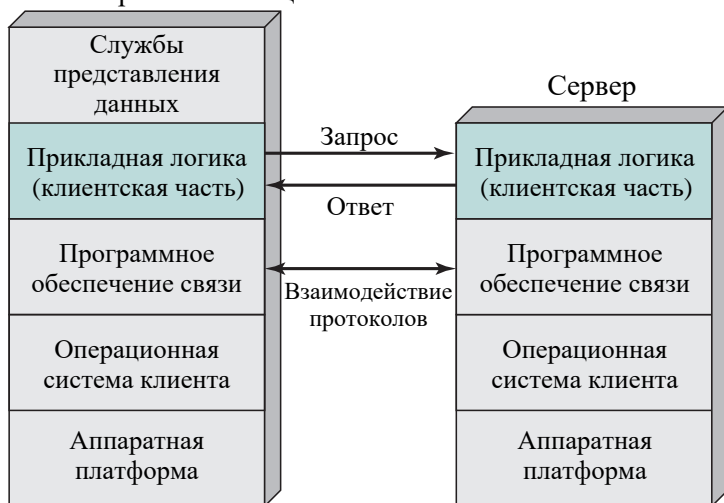 Службы
представления
данных
Прикладная логика
(клиентская часть)
Программное
обеспечение связи
Операционная
система клиента
Аппаратная
платформа
Запрос
Ответ
Взаимодействие
протоколов
Сервер
Прикладная логика
(клиентская часть)
Программное
обеспечение связи
Операционная
система клиента
Аппаратная
платформа